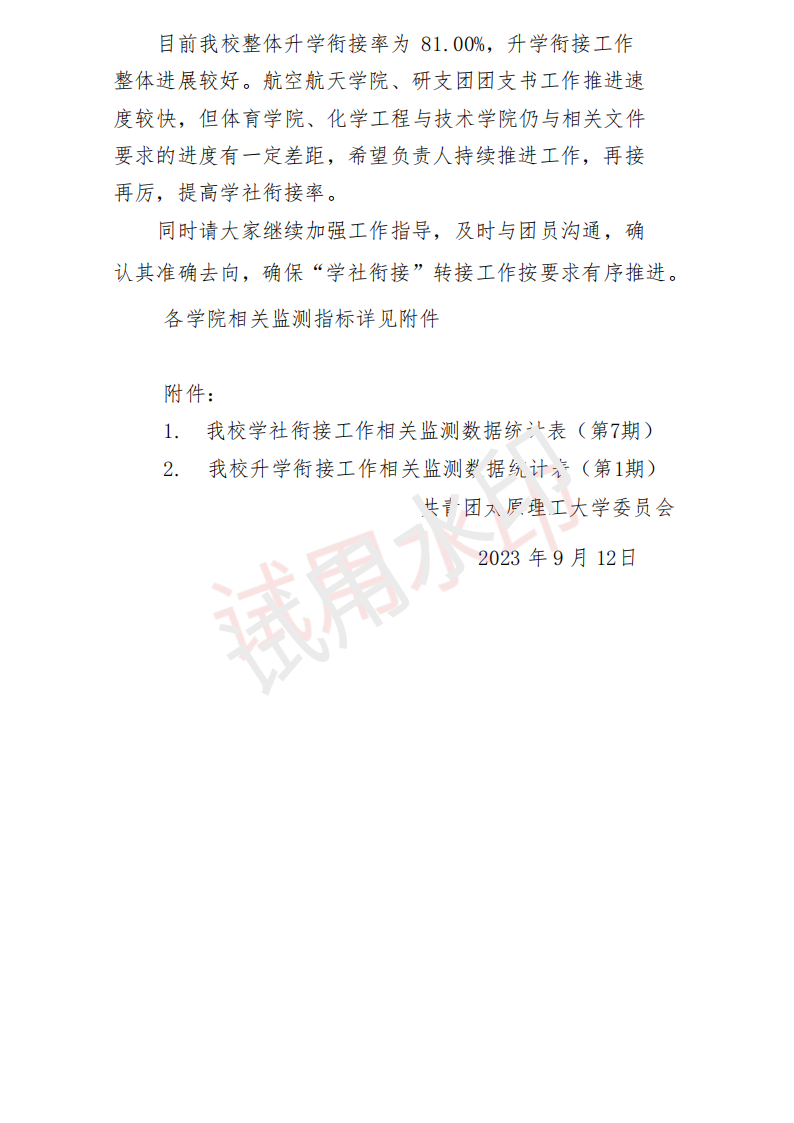 目前我校整体升学衔接率为 81.00%，升学衔接工作
整体进展较好。航空航天学院、研支团团支书工作推进速
度较快，但体育学院、化学工程与技术学院仍与相关文件
要求的进度有一定差距，希望负责人持续推进工作，再接
再厉，提高学社衔接率。
同时请大家继续加强工作指导，及时与团员沟通，确
认其准确去向，确保“学社衔接”转接工作按要求有序推进。
各学院相关监测指标详见附件
附件：
1. 我校学社衔接工作相关监测数据统计表（第7期）
2. 我校升学衔接工作相关监测数据统计表（第1期）
共青团太原理工大学委员会
2023 年 9 月 12日
试用水印
试用水印